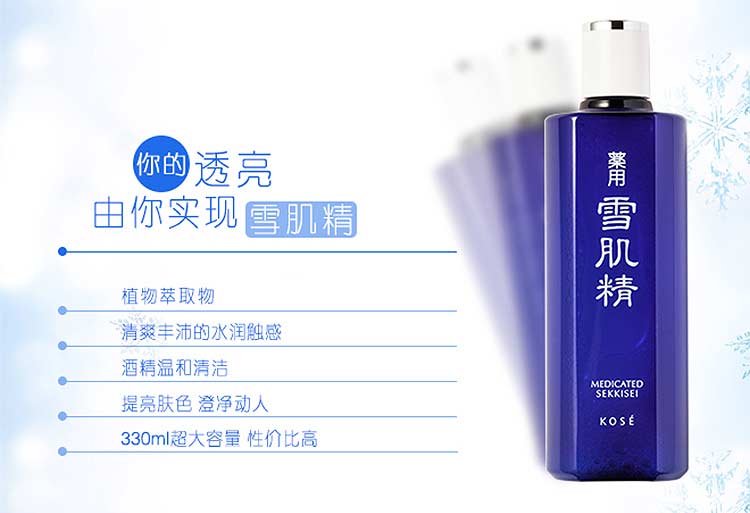 你的透亮
由你实现 雪肌精
植物萃取物
清爽丰沛的水润触感
酒精温和清洁
提亮肤色 澄净动人
330ml超大容量 性价比高
薬用
雪肌精
MEDICATED
SEKKISEI
KOSÉ